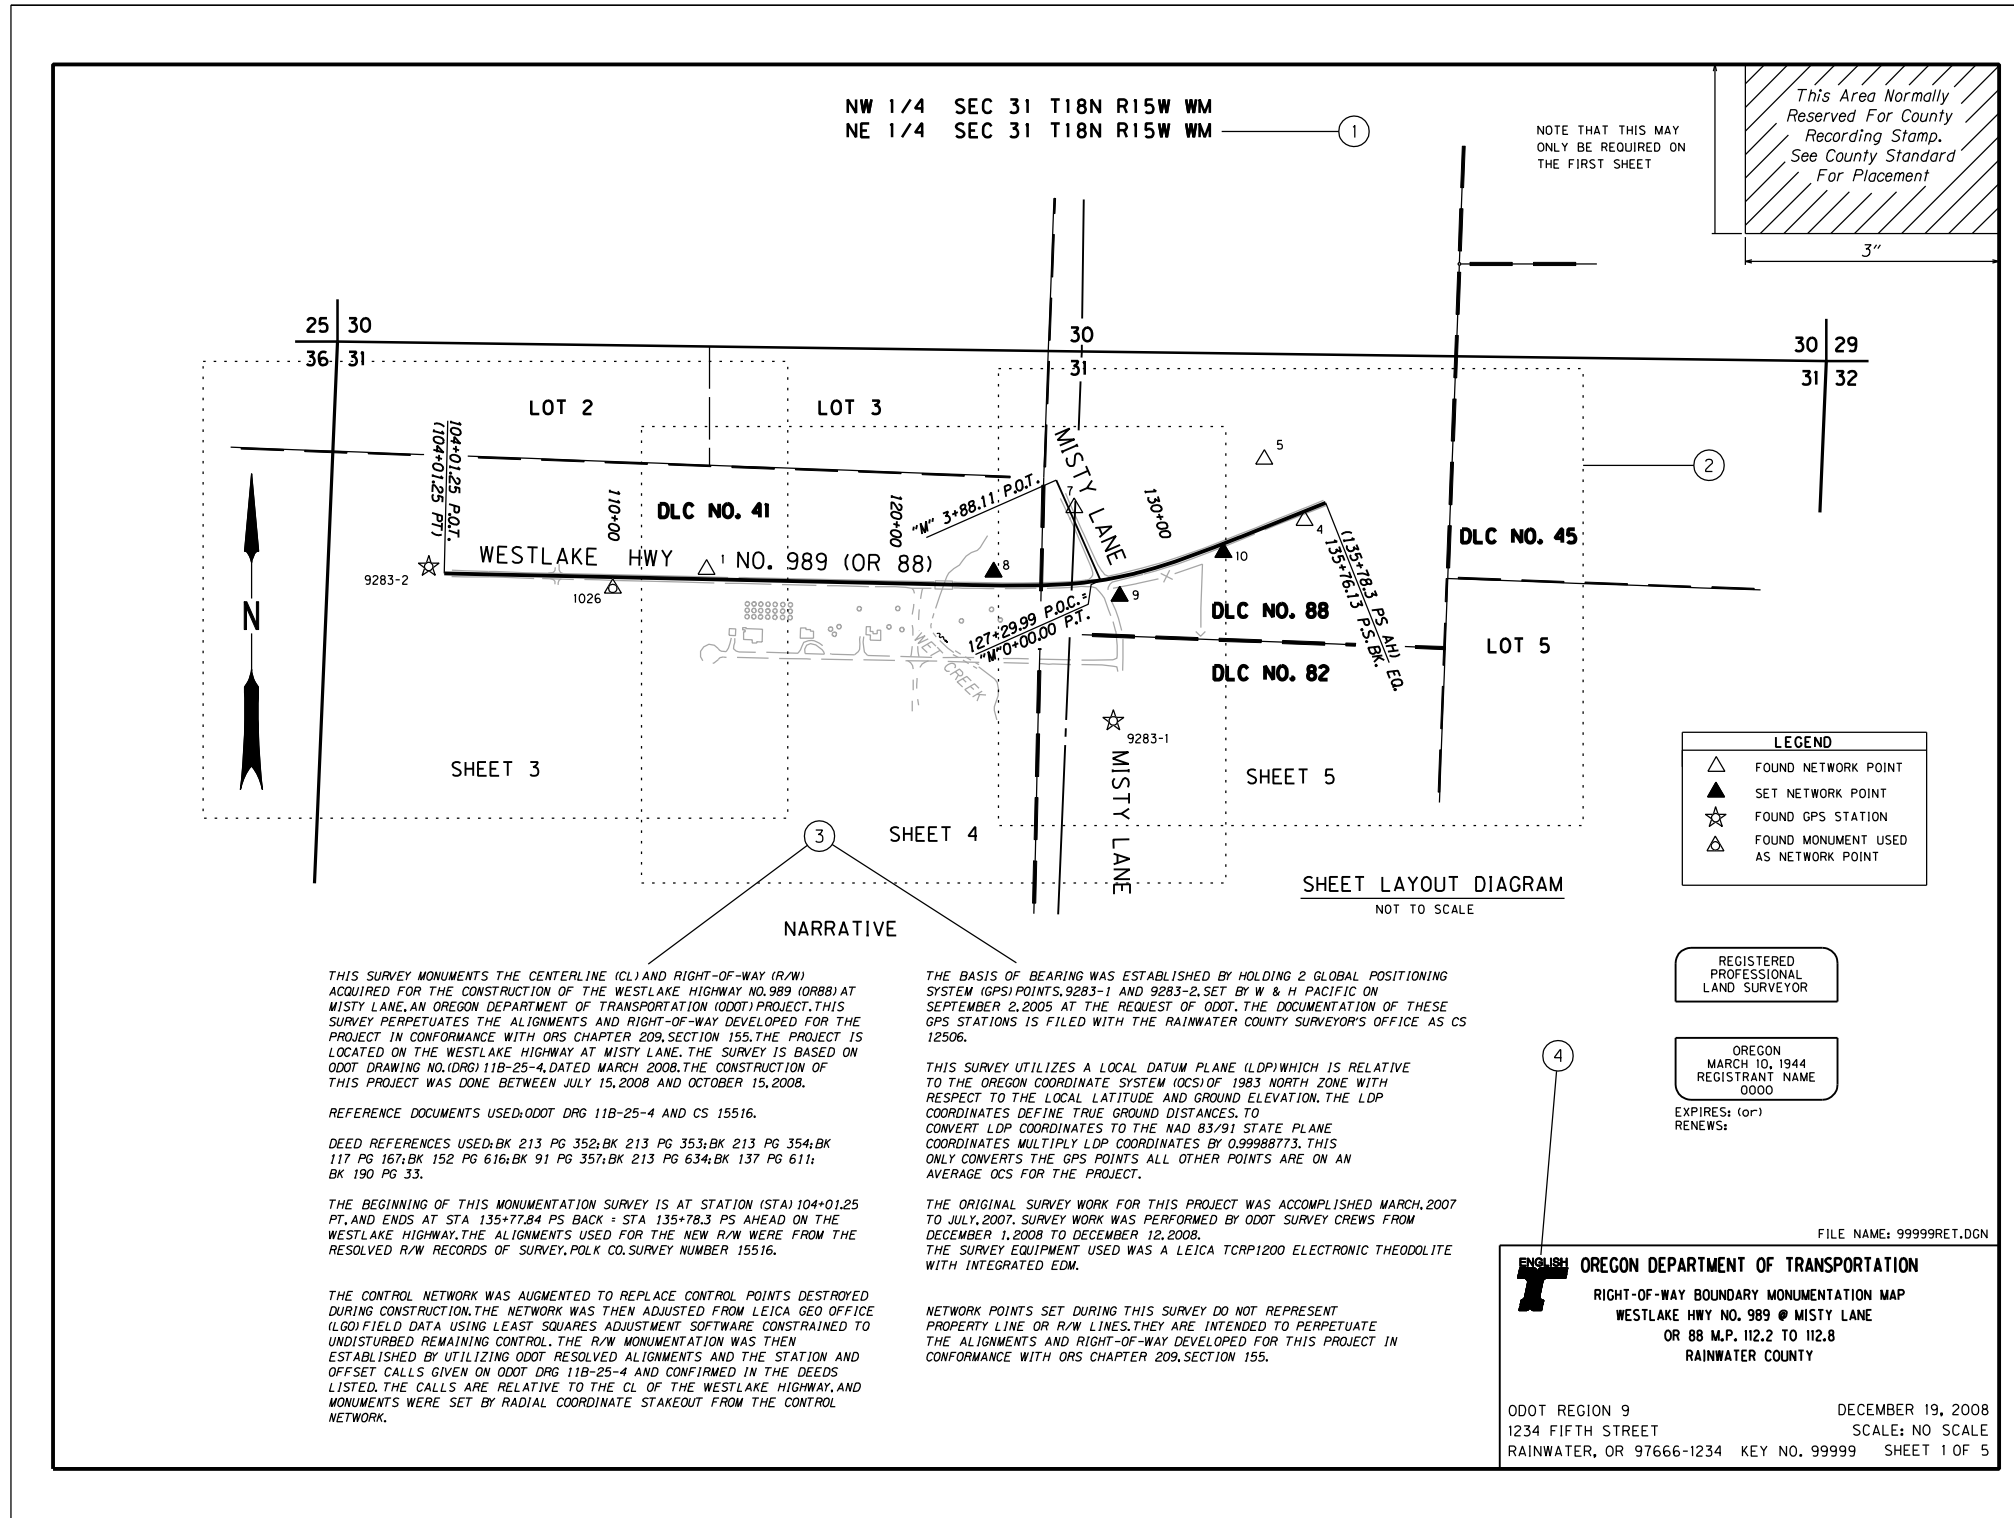 NW 1/4 SEC 31 T18N R15W WM
NE 1/4 SEC 31 T18N R15W WM
1
NOTE THAT THIS MAY
ONLY BE REQUIRED ON
THE FIRST SHEET
This Area Normally
Reserved For County
Recording Stamp.
See County Standard
For Placement
3"
25 30
36 31
30
31
30 29
31 32
LOT 2
LOT 3
104+01.25 P.O.T.
(104+01.25 PT)
110+00
DLC NO. 41
120+00
"M" 3+88.11 P.O.T.
MISTY LANE
7
130+00
5
2
4
DLC NO. 45
WESTLAKE HWY NO. 989 (OR 88)
1
8
10
9
9283-2
1026
N
127+29.99 P.O.C.=
"M"0+00.00 P.T.
WET CREEK
DLC NO. 88
(135+78.3 PS AH)
135+76.13 P.S.BK. EQ.
LOT 5
DLC NO. 82
9283-1
MISTY LANE
SHEET 3
SHEET 4
SHEET 5
3
LEGEND
FOUND NETWORK POINT
SET NETWORK POINT
FOUND GPS STATION
FOUND MONUMENT USED
AS NETWORK POINT
SHEET LAYOUT DIAGRAM
NOT TO SCALE
NARRATIVE
THIS SURVEY MONUMENTS THE CENTERLINE (CL) AND RIGHT-OF-WAY (R/W)
ACQUIRED FOR THE CONSTRUCTION OF THE WESTLAKE HIGHWAY NO. 989 (OR88) AT
MISTY LANE, AN OREGON DEPARTMENT OF TRANSPORTATION (ODOT) PROJECT. THIS
SURVEY PERPETUATES THE ALIGNMENTS AND RIGHT-OF-WAY DEVELOPED FOR THE
PROJECT IN CONFORMANCE WITH ORS CHAPTER 209, SECTION 155. THE PROJECT IS
LOCATED ON THE WESTLAKE HIGHWAY AT MISTY LANE. THE SURVEY IS BASED ON
ODOT DRAWING NO. (DRG) 11B-25-4, DATED MARCH 2008. THE CONSTRUCTION OF
THIS PROJECT WAS DONE BETWEEN JULY 15, 2008 AND OCTOBER 15, 2008.
REFERENCE DOCUMENTS USED: ODOT DRG 11B-25-4 AND CS 15516.
DEED REFERENCES USED: BK 213 PG 352; BK 213 PG 353; BK 213 PG 354; BK
117 PG 167; BK 152 PG 616; BK 91 PG 357; BK 213 PG 634; BK 137 PG 611;
BK 190 PG 33.
THE BEGINNING OF THIS MONUMENTATION SURVEY IS AT STATION (STA) 104+01.25
PT, AND ENDS AT STA 135+77.84 PS BACK = STA 135+78.3 PS AHEAD ON THE
WESTLAKE HIGHWAY. THE ALIGNMENTS USED FOR THE NEW R/W WERE FROM THE
RESOLVED R/W RECORDS OF SURVEY, POLK CO. SURVEY NUMBER 15516.
THE CONTROL NETWORK WAS AUGMENTED TO REPLACE CONTROL POINTS DESTROYED
DURING CONSTRUCTION. THE NETWORK WAS THEN ADJUSTED FROM LEICA GEO OFFICE
(LGO) FIELD DATA USING LEAST SQUARES ADJUSTMENT SOFTWARE CONSTRAINED TO
UNDISTURBED REMAINING CONTROL. THE R/W MONUMENTATION WAS THEN
ESTABLISHED BY UTILIZING ODOT RESOLVED ALIGNMENTS AND THE STATION AND
OFFSET CALLS GIVEN ON ODOT DRG 11B-25-4 AND CONFIRMED IN THE DEEDS
LISTED. THE CALLS ARE RELATIVE TO THE CL OF THE WESTLAKE HIGHWAY, AND
MONUMENTS WERE SET BY RADIAL COORDINATE STAKEOUT FROM THE CONTROL
NETWORK.
THE BASIS OF BEARING WAS ESTABLISHED BY HOLDING 2 GLOBAL POSITIONING
SYSTEM (GPS) POINTS, 9283-1 AND 9283-2, SET BY W & H PACIFIC ON
SEPTEMBER 2, 2005 AT THE REQUEST OF ODOT. THE DOCUMENTATION OF THESE
GPS STATIONS IS FILED WITH THE RAINWATER COUNTY SURVEYOR'S OFFICE AS CS
12506.
THIS SURVEY UTILIZES A LOCAL DATUM PLANE (LDP) WHICH IS RELATIVE
TO THE OREGON COORDINATE SYSTEM (OCS) OF 1983 NORTH ZONE WITH
RESPECT TO THE LOCAL LATITUDE AND GROUND ELEVATION. THE LDP
COORDINATES DEFINE TRUE GROUND DISTANCES. TO
CONVERT LDP COORDINATES TO THE NAD 83/91 STATE PLANE
COORDINATES MULTIPLY LDP COORDINATES BY 0.99988773. THIS
ONLY CONVERTS THE GPS POINTS ALL OTHER POINTS ARE ON AN
AVERAGE OCS FOR THE PROJECT.
THE ORIGINAL SURVEY WORK FOR THIS PROJECT WAS ACCOMPLISHED MARCH, 2007
TO JULY, 2007. SURVEY WORK WAS PERFORMED BY ODOT SURVEY CREWS FROM
DECEMBER 1, 2008 TO DECEMBER 12, 2008.
THE SURVEY EQUIPMENT USED WAS A LEICA TCRP1200 ELECTRONIC THEODOLITE
WITH INTEGRATED EDM.
NETWORK POINTS SET DURING THIS SURVEY DO NOT REPRESENT
PROPERTY LINE OR R/W LINES. THEY ARE INTENDED TO PERPETUATE
THE ALIGNMENTS AND RIGHT-OF-WAY DEVELOPED FOR THIS PROJECT IN
CONFORMANCE WITH ORS CHAPTER 209, SECTION 155.
REGISTERED
PROFESSIONAL
LAND SURVEYOR
OREGON
MARCH 10, 1944
REGISTRANT NAME
0000
EXPIRES: (or)
RENEWS:
4
FILE NAME: 99999RET.DGN
ENGLISH
OREGON DEPARTMENT OF TRANSPORTATION
RIGHT-OF-WAY BOUNDARY MONUMENTATION MAP
WESTLAKE HWY NO. 989 @ MISTY LANE
OR 88 M.P. 112.2 TO 112.8
RAINWATER COUNTY
ODOT REGION 9 DECEMBER 19, 2008
1234 FIFTH STREET SCALE: NO SCALE
RAINWATER, OR 97666-1234 KEY NO. 99999 SHEET 1 OF 5